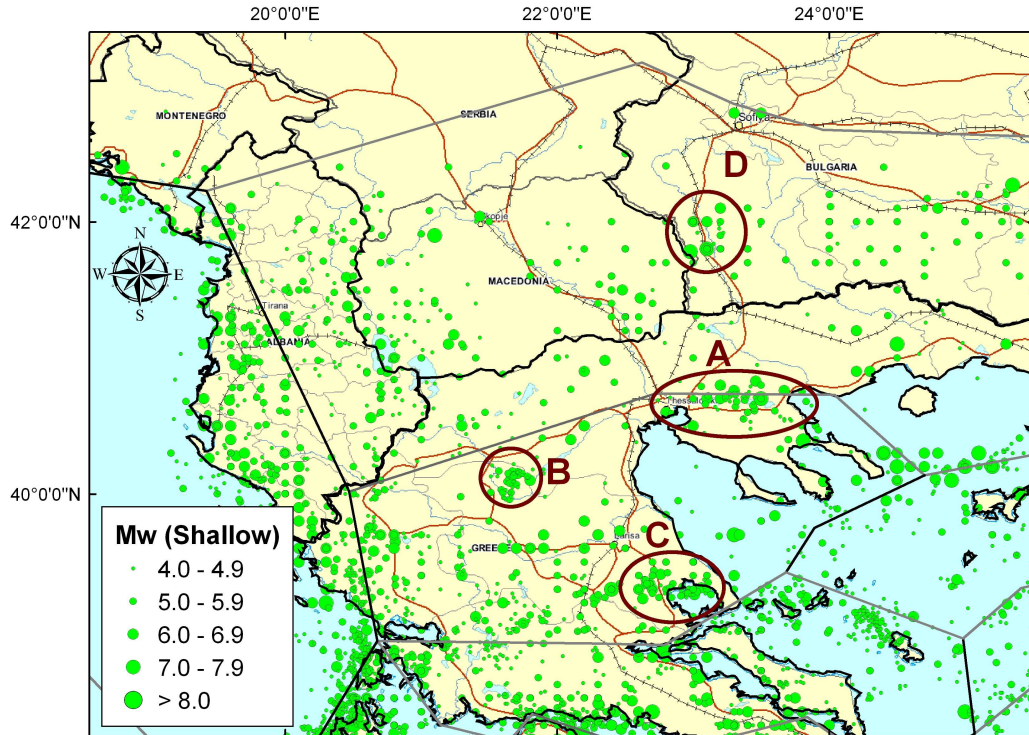 20°0'0"E 22°0'0"E 24°0'0"E
MONTENEGRO
SERBIA
Sofiya
BULGARIA
D
42°0'0"N
kopje
N
W E
S
MACEDONIA
Tirana
ALBANIA
A
Thessaloniki
B
40°0'0"N
Mw (Shallow)
GREECE
Larisa
C
4.0 - 4.9
5.0 - 5.9
6.0 - 6.9
7.0 - 7.9
> 8.0